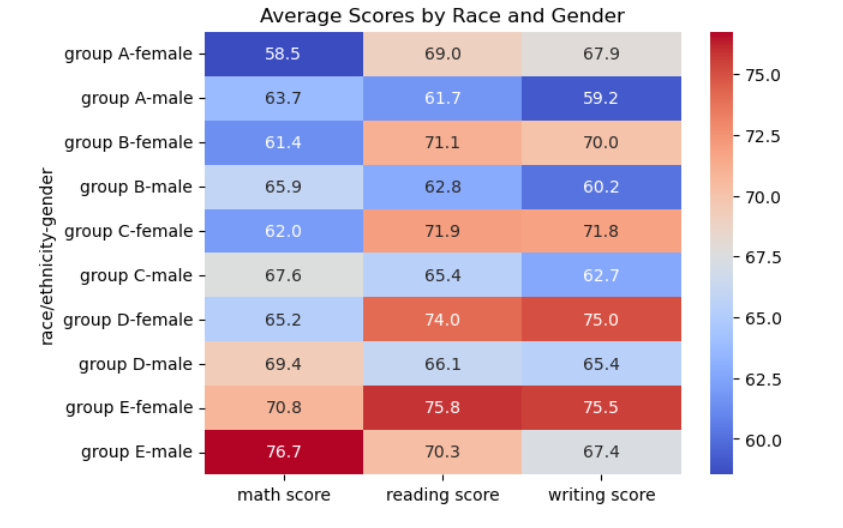 Average Scores by Race and Gender
race/ethnicity-gender
group A-female 58.5 69.0 67.9
group A-male 63.7 61.7 59.2
group B-female 61.4 71.1 70.0
group B-male 65.9 62.8 60.2
group C-female 62.0 71.9 71.8
group C-male 67.6 65.4 62.7
group D-female 65.2 74.0 75.0
group D-male 69.4 66.1 65.4
group E-female 70.8 75.8 75.5
group E-male 76.7 70.3 67.4
math score reading score writing score
75.0
72.5
70.0
67.5
65.0
62.5
60.0